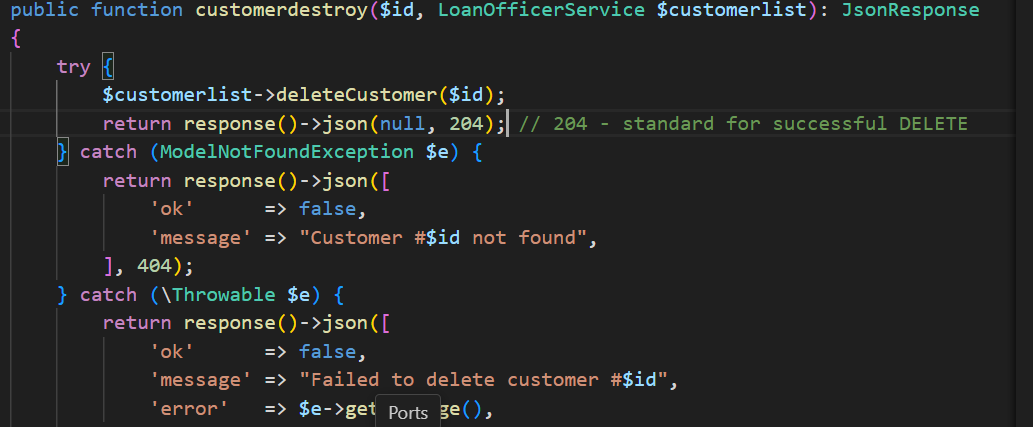 public function customerdestroy($id, LoanOfficerService $customerlist): JsonResponse
{
    try {
        $customerlist->deleteCustomer($id);
        return response()->json(null, 204); // 204 - standard for successful DELETE
    } catch (ModelNotFoundException $e) {
        return response()->json([
            'ok'      => false,
            'message' => "Customer #$id not found",
        ], 404);
    } catch (\Throwable $e) {
        return response()->json([
            'ok'      => false,
            'message' => "Failed to delete customer #$id",
            'error'   => $e->get ge(),
Ports